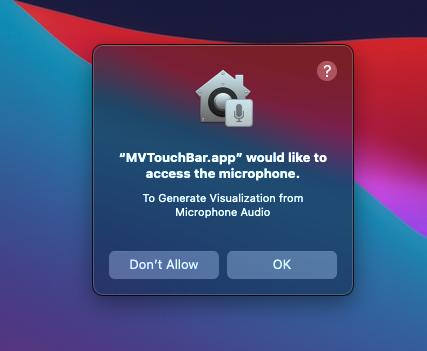 ?
“MVTouchBar.app” would like to
access the microphone.
To Generate Visualization from
Microphone Audio
Don’t Allow
OK